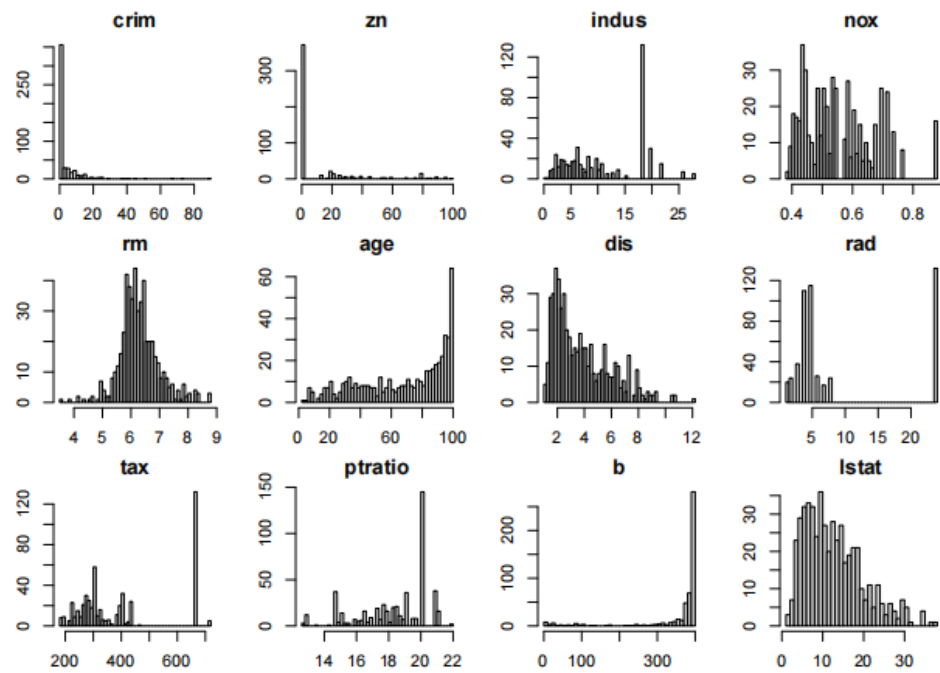 crim
zn
indus
nox
0 100 250
0 20 40 60 80
0 100 300
0 20 40 60 100
0 40 80 120
0 5 15 25
0 10 30
0.4 0.6 0.8
rm
age
dis
rad
0 10 30
4 5 6 7 8 9
0 20 40 60
0 20 40 60 100
0 10 20 30
2 4 6 8 12
0 40 80 120
5 10 20
tax
ptratio
b
lstat
0 40 80 120
200 400 600
0 50 100 150
14 16 18 20 22
0 100 200
0 100 300
0 10 20 30
0 10 20 30